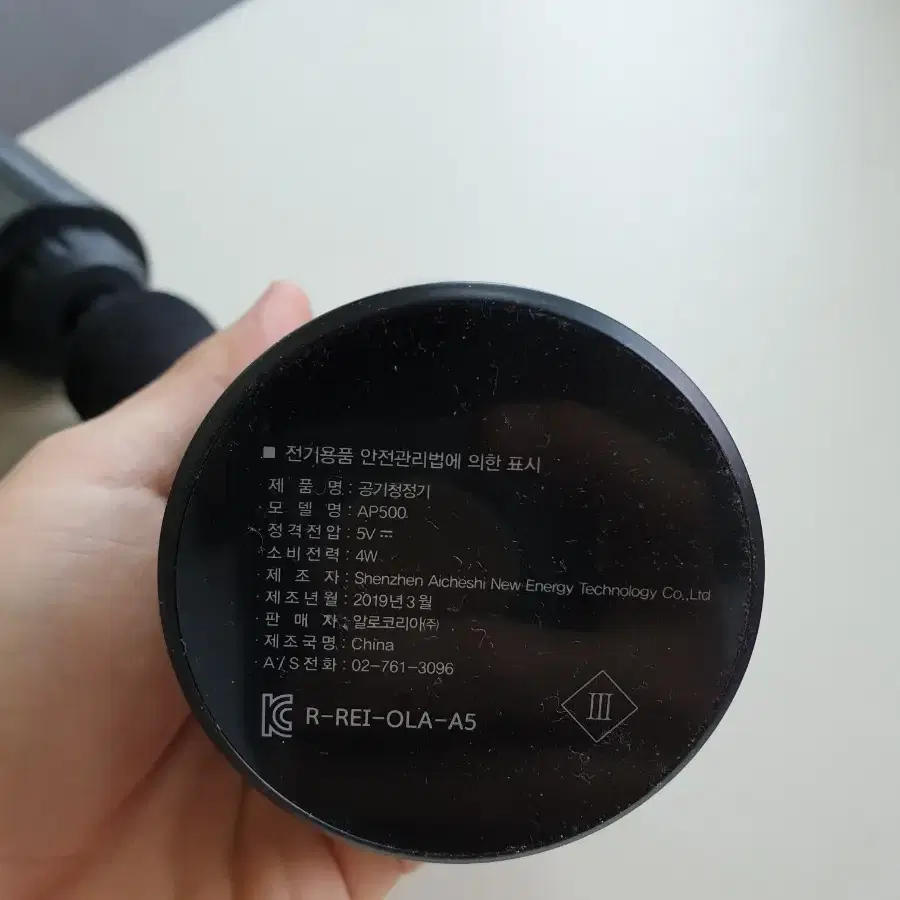 ■ 전기용품 안전관리법에 의한 표시
제 품 명 : 공기청정기
모 델 명 : AP500
정격전압 : 5V ⎓
소비전력 : 4W
제 조 자 : Shenzhen Aicheshi New Energy Technology Co.,Ltd
제조년월 : 2019년 3월
판 매 자 : 알로코리아㈜
제조국명 : China
A/S전화 : 02-761-3096
KC R-REI-OLA-A5
III